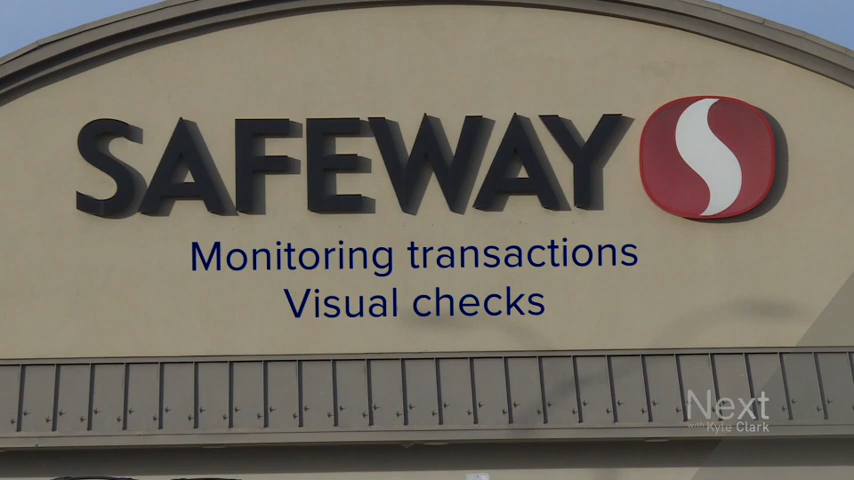 SAFEWAY
Monitoring transactions
Visual checks
Next
with Kyle Clark